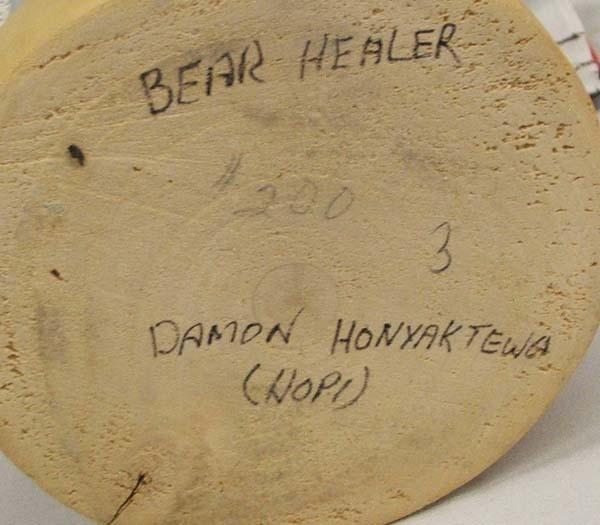 BEAR HEALER
# 200
3
DAMON HONYAKTEWA
(HOPI)